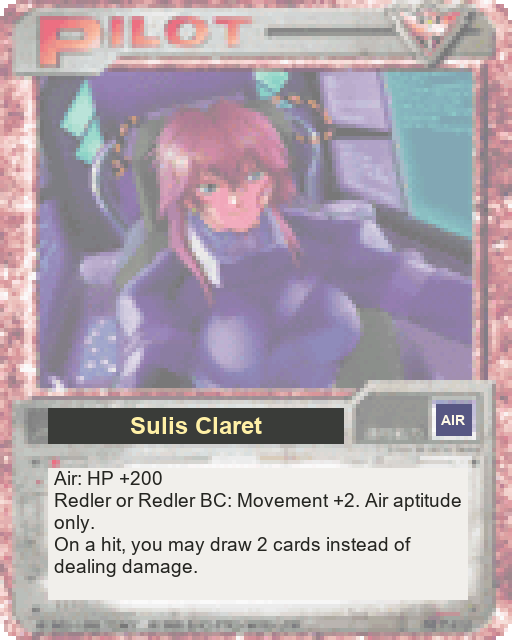 PILOT
Sulis Claret
AIR
Air: HP +200
Redler or Redler BC: Movement +2. Air aptitude
only.
On a hit, you may draw 2 cards instead of
dealing damage.